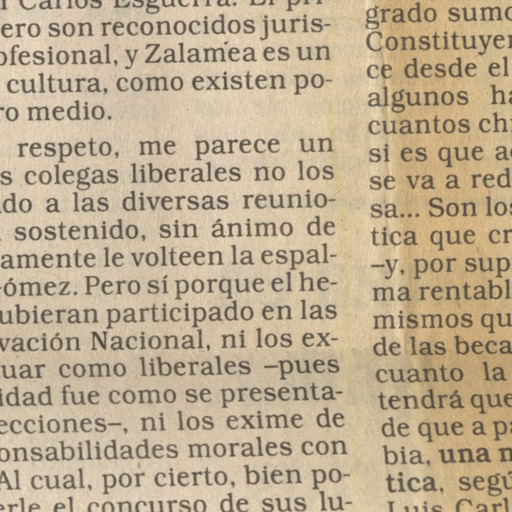 Carlos Esguerra. El pri-
ero son reconocidos juris-
ofesional, y Zalamea es un
cultura, como existen po-
ro medio.
respeto, me parece un
s colegas liberales no los
do a las diversas reunio-
sostenido, sin ánimo de
amente le volteen la espal-
ómez. Pero sí porque el he-
ubieran participado en las
vación Nacional, ni los ex-
uar como liberales –pues
idad fue como se presenta-
ecciones–, ni los exime de
onsabilidades morales con
Al cual, por cierto, bien po-
erle el concurso de sus lu-
grado sumo
Constituyen
ce desde el
algunos ha
cuantos ch
si es que a
se va a red
sa... Son los
tica que cr
–y, por sup
ma rentabl
mismos qu
de las beca
cuanto la
tendrá que
de que a pa
bia, una n
tica, segú
Luis Carl